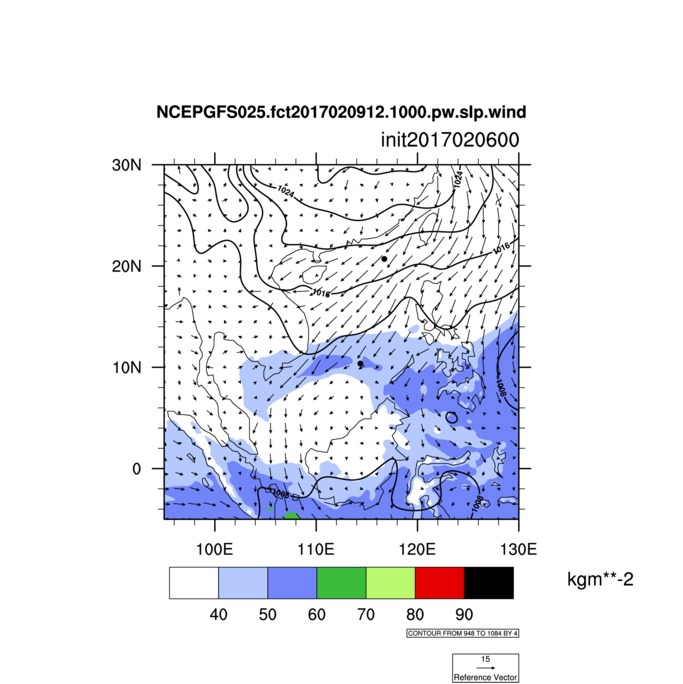 NCEPGFS025.fct2017020912.1000.pw.slp.wind
init2017020600
30N
20N
10N
0
1024
1024
1016
1016
1008
1008
1008
100E
110E
120E
130E
kgm**-2
40
50
60
70
80
90
CONTOUR FROM 948 TO 1084 BY 4
15
Reference Vector